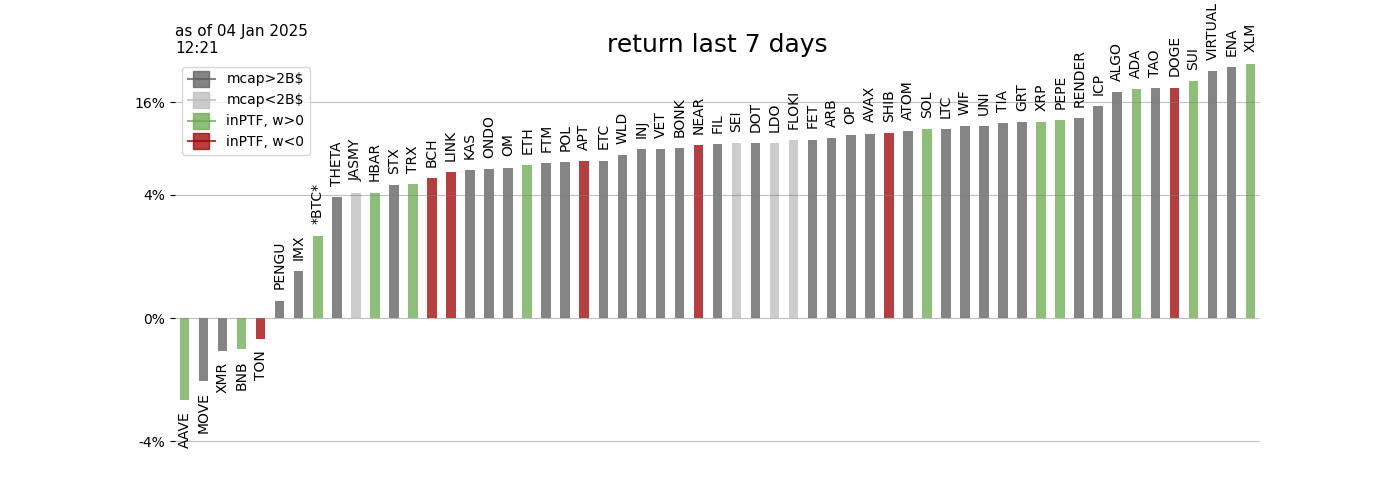 as of 04 Jan 2025
12:21
return last 7 days
mcap>2B$
mcap<2B$
inPTF, w>0
inPTF, w<0
16%
4%
0%
-4%
AAVE
MOVE
XMR
BNB
TON
PENGU
IMX
*BTC*
THETA
JASMY
HBAR
STX
TRX
BCH
LINK
KAS
ONDO
OM
ETH
FTM
POL
APT
ETC
WLD
INJ
VET
BONK
NEAR
FIL
SEI
DOT
LDO
FLOKI
FET
ARB
OP
AVAX
SHIB
ATOM
SOL
LTC
WIF
UNI
TIA
GRT
XRP
PEPE
RENDER
ICP
ALGO
ADA
TAO
DOGE
SUI
VIRTUAL
ENA
XLM